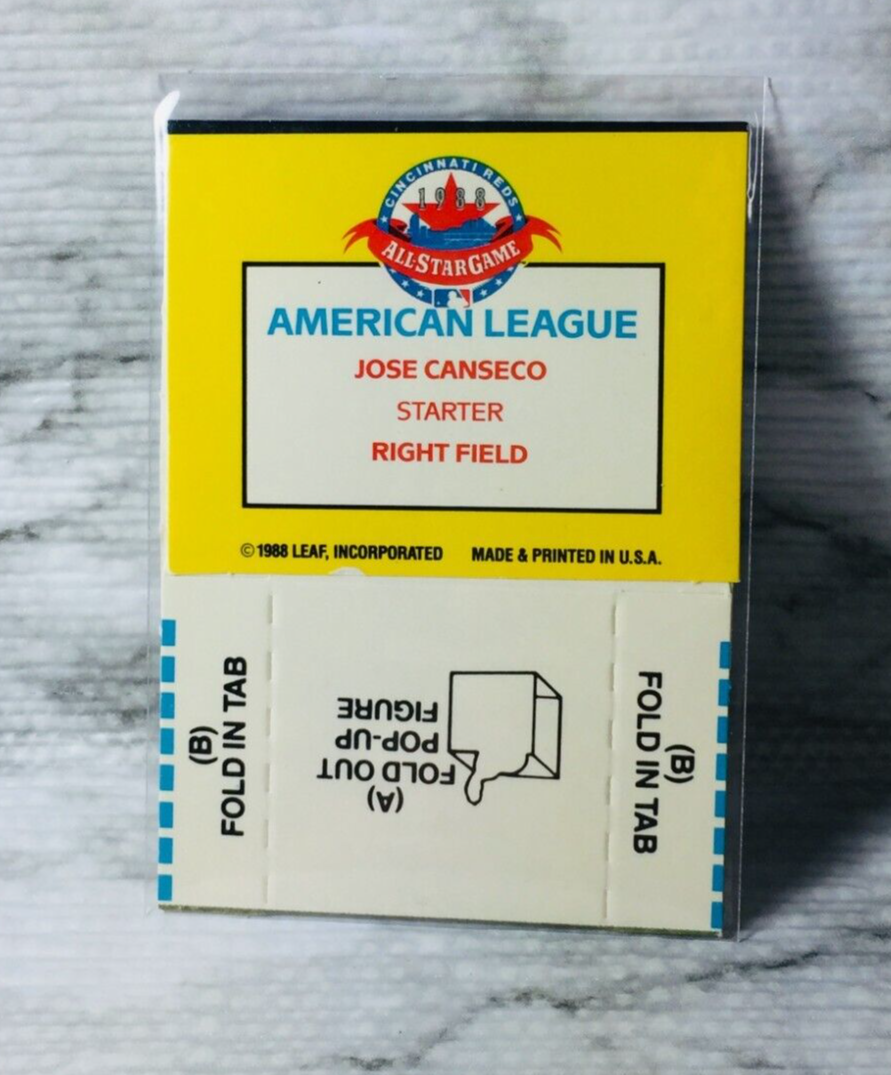 CINCINNATI REDS
1988
ALL·STAR GAME
AMERICAN LEAGUE
JOSE CANSECO
STARTER
RIGHT FIELD
©1988 LEAF, INCORPORATED MADE & PRINTED IN U.S.A.
(B)
FOLD IN TAB
(A)
FOLD OUT
POP-UP
FIGURE
(B)
FOLD IN TAB